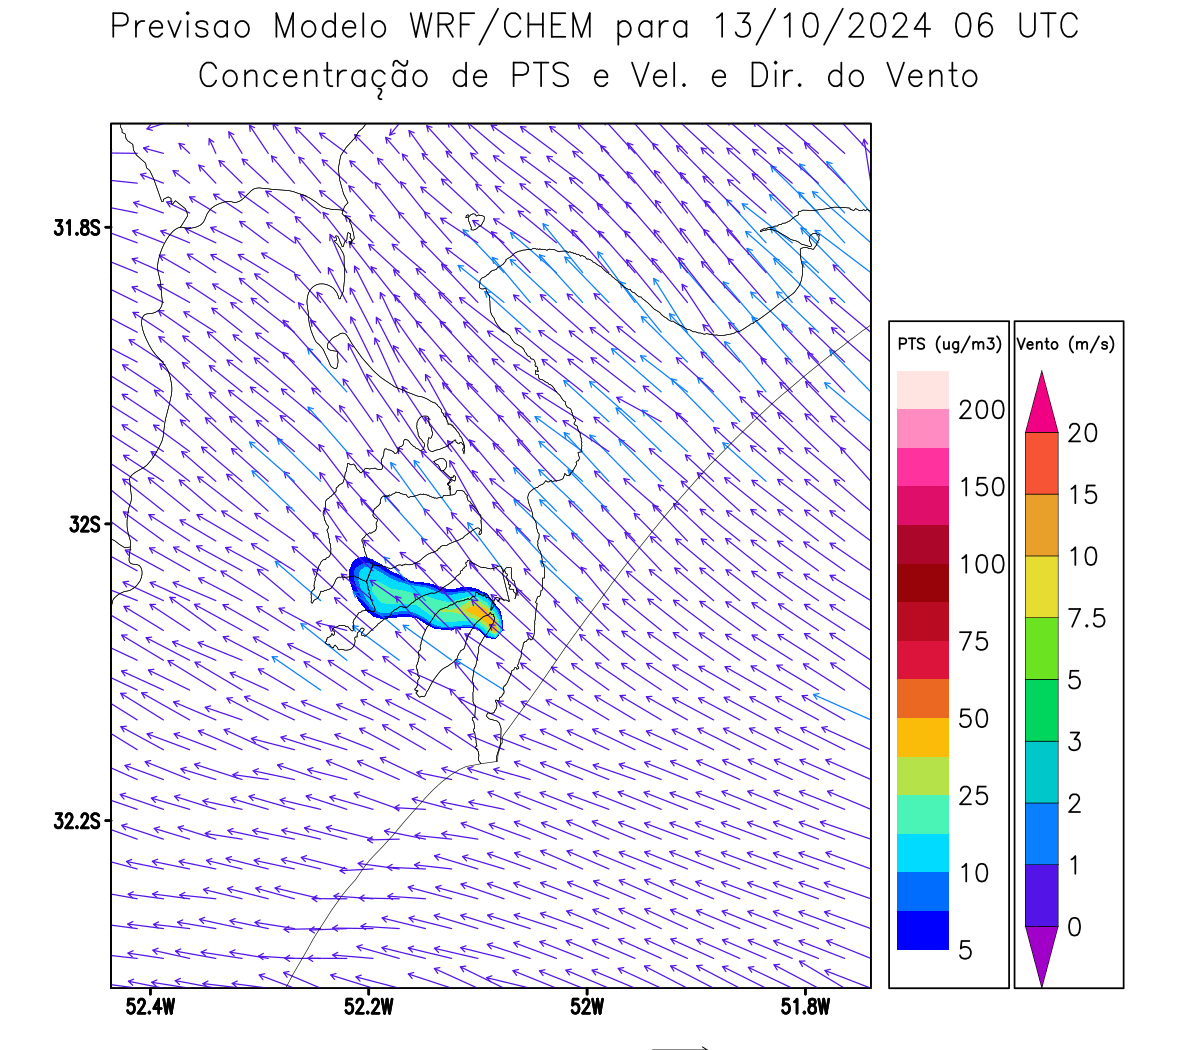 Previsao Modelo WRF/CHEM para 13/10/2024 06 UTC
Concentração de PTS e Vel. e Dir. do Vento
31.8S
32S
32.2S
52.4W
52.2W
52W
51.8W
PTS (ug/m3)
200
150
100
75
50
25
10
5
Vento (m/s)
20
15
10
7.5
5
3
2
1
0